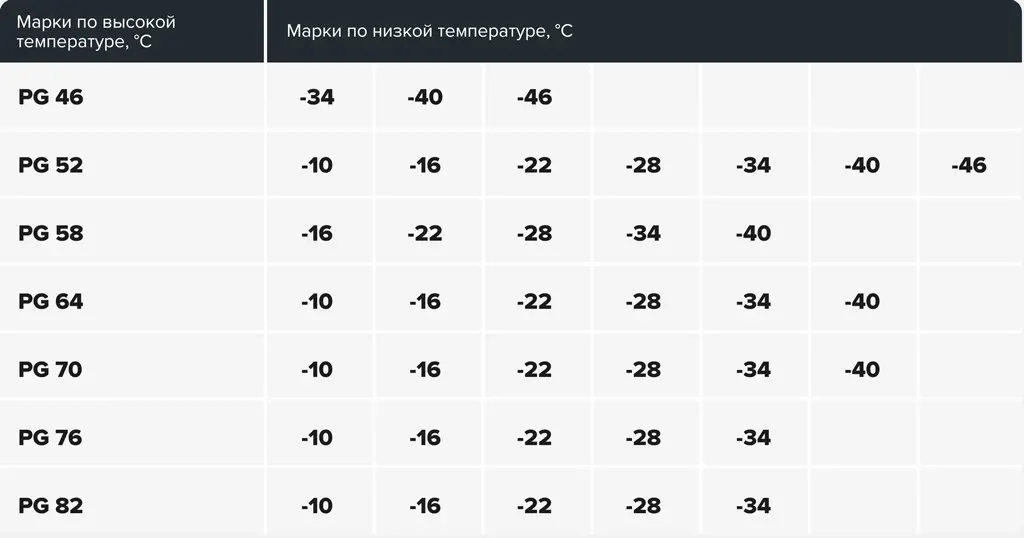 Марки по высокой
температуре, °C
Марки по низкой температуре, °C
PG 46 -34 -40 -46
PG 52 -10 -16 -22 -28 -34 -40 -46
PG 58 -16 -22 -28 -34 -40
PG 64 -10 -16 -22 -28 -34 -40
PG 70 -10 -16 -22 -28 -34 -40
PG 76 -10 -16 -22 -28 -34
PG 82 -10 -16 -22 -28 -34